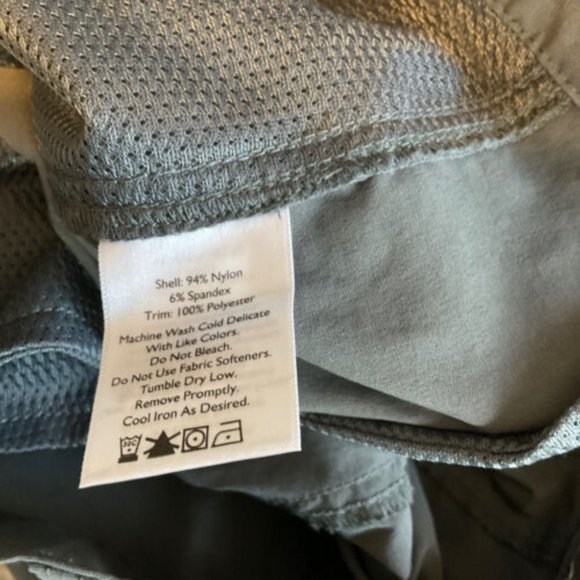 Shell: 94% Nylon
6% Spandex
Trim: 100% Polyester
Machine Wash Cold Delicate
With Like Colors.
Do Not Bleach.
Do Not Use Fabric Softeners.
Tumble Dry Low.
Remove Promptly.
Cool Iron As Desired.
30C